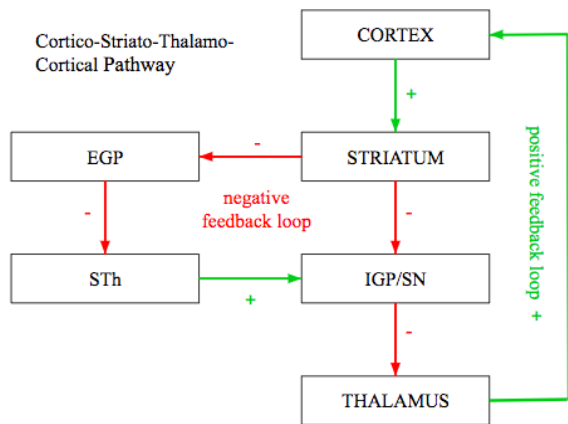 Cortico-Striato-Thalamo-
Cortical Pathway
CORTEX
+
EGP
-
STRIATUM
-
negative
feedback loop
-
STh
+
IGP/SN
-
THALAMUS
positive feedback loop +